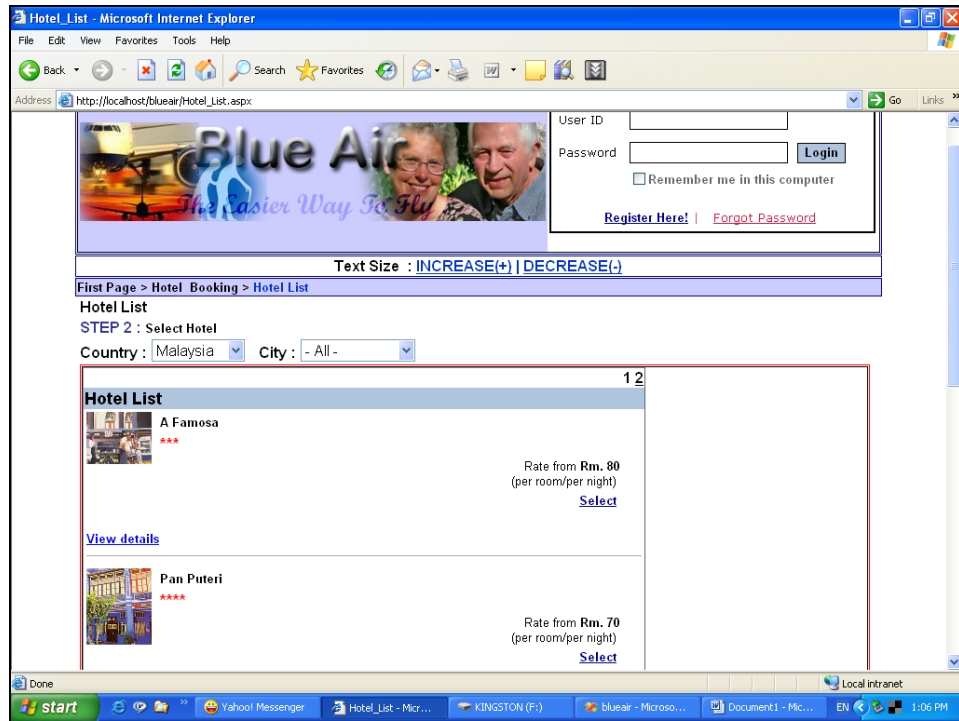 Hotel_List - Microsoft Internet Explorer
File Edit View Favorites Tools Help
Back Search Favorites
Address http://localhost/blueair/Hotel_List.aspx Go Links »
Blue Air
The Easier Way To Fly
User ID
Password Login
Remember me in this computer
Register Here! | Forgot Password
Text Size : INCREASE(+) | DECREASE(-)
First Page > Hotel Booking > Hotel List
Hotel List
STEP 2 : Select Hotel
Country : Malaysia City : - All -
1 2
Hotel List
A Famosa
***
Rate from Rm. 80
(per room/per night)
Select
View details
Pan Puteri
****
Rate from Rm. 70
(per room/per night)
Select
Done Local intranet
start » Yahoo! Messenger Hotel_List - Micr... KINGSTON (F:) blueair - Microso... Document1 - Mic... EN 1:06 PM